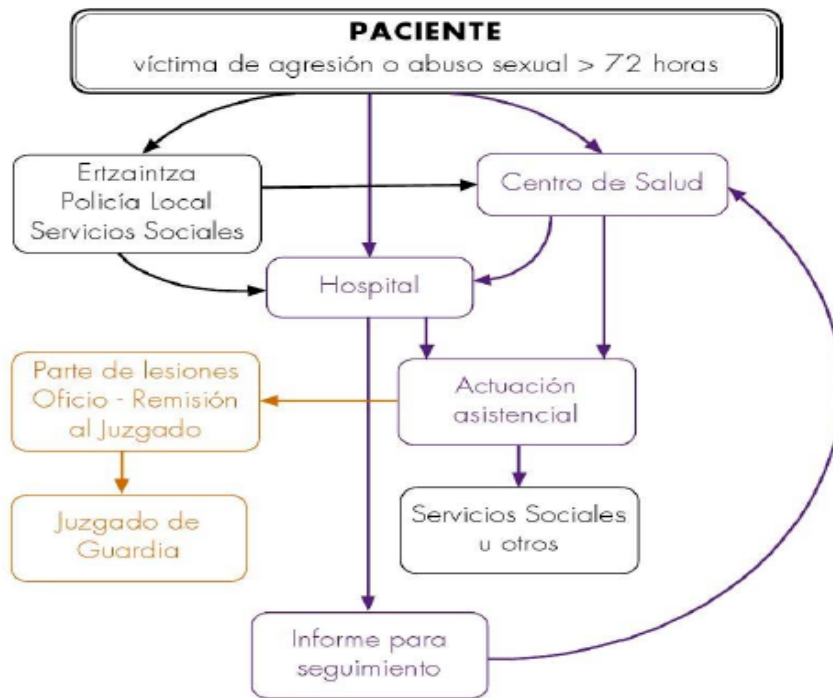 PACIENTE
víctima de agresión o abuso sexual > 72 horas
Ertzaintza
Policía Local
Servicios Sociales
Centro de Salud
Hospital
Parte de lesiones
Oficio - Remisión
al Juzgado
Actuación
asistencial
Juzgado de
Guardia
Servicios Sociales
u otros
Informe para
seguimiento